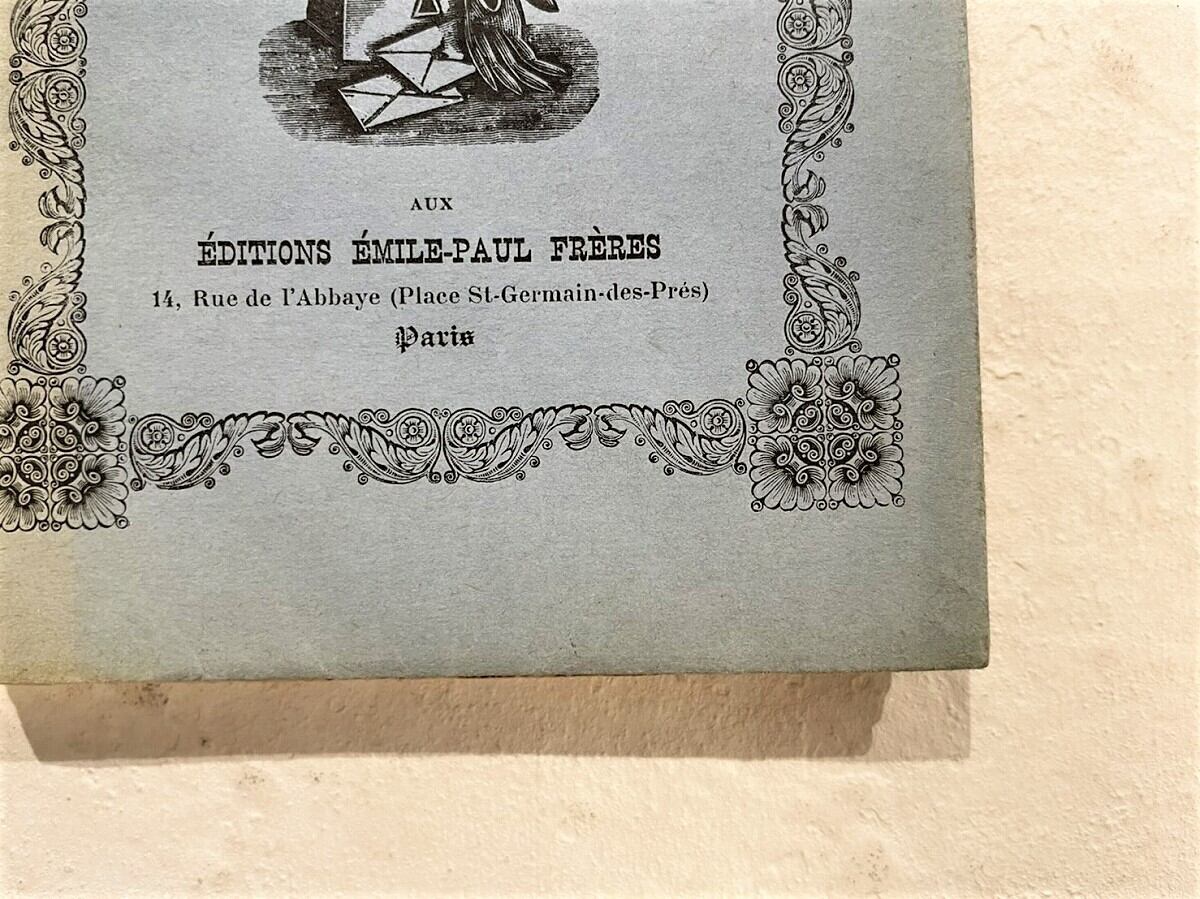 AUX
ÉDITIONS ÉMILE-PAUL FRÈRES
14, Rue de l'Abbaye (Place St-Germain-des-Prés)
Paris